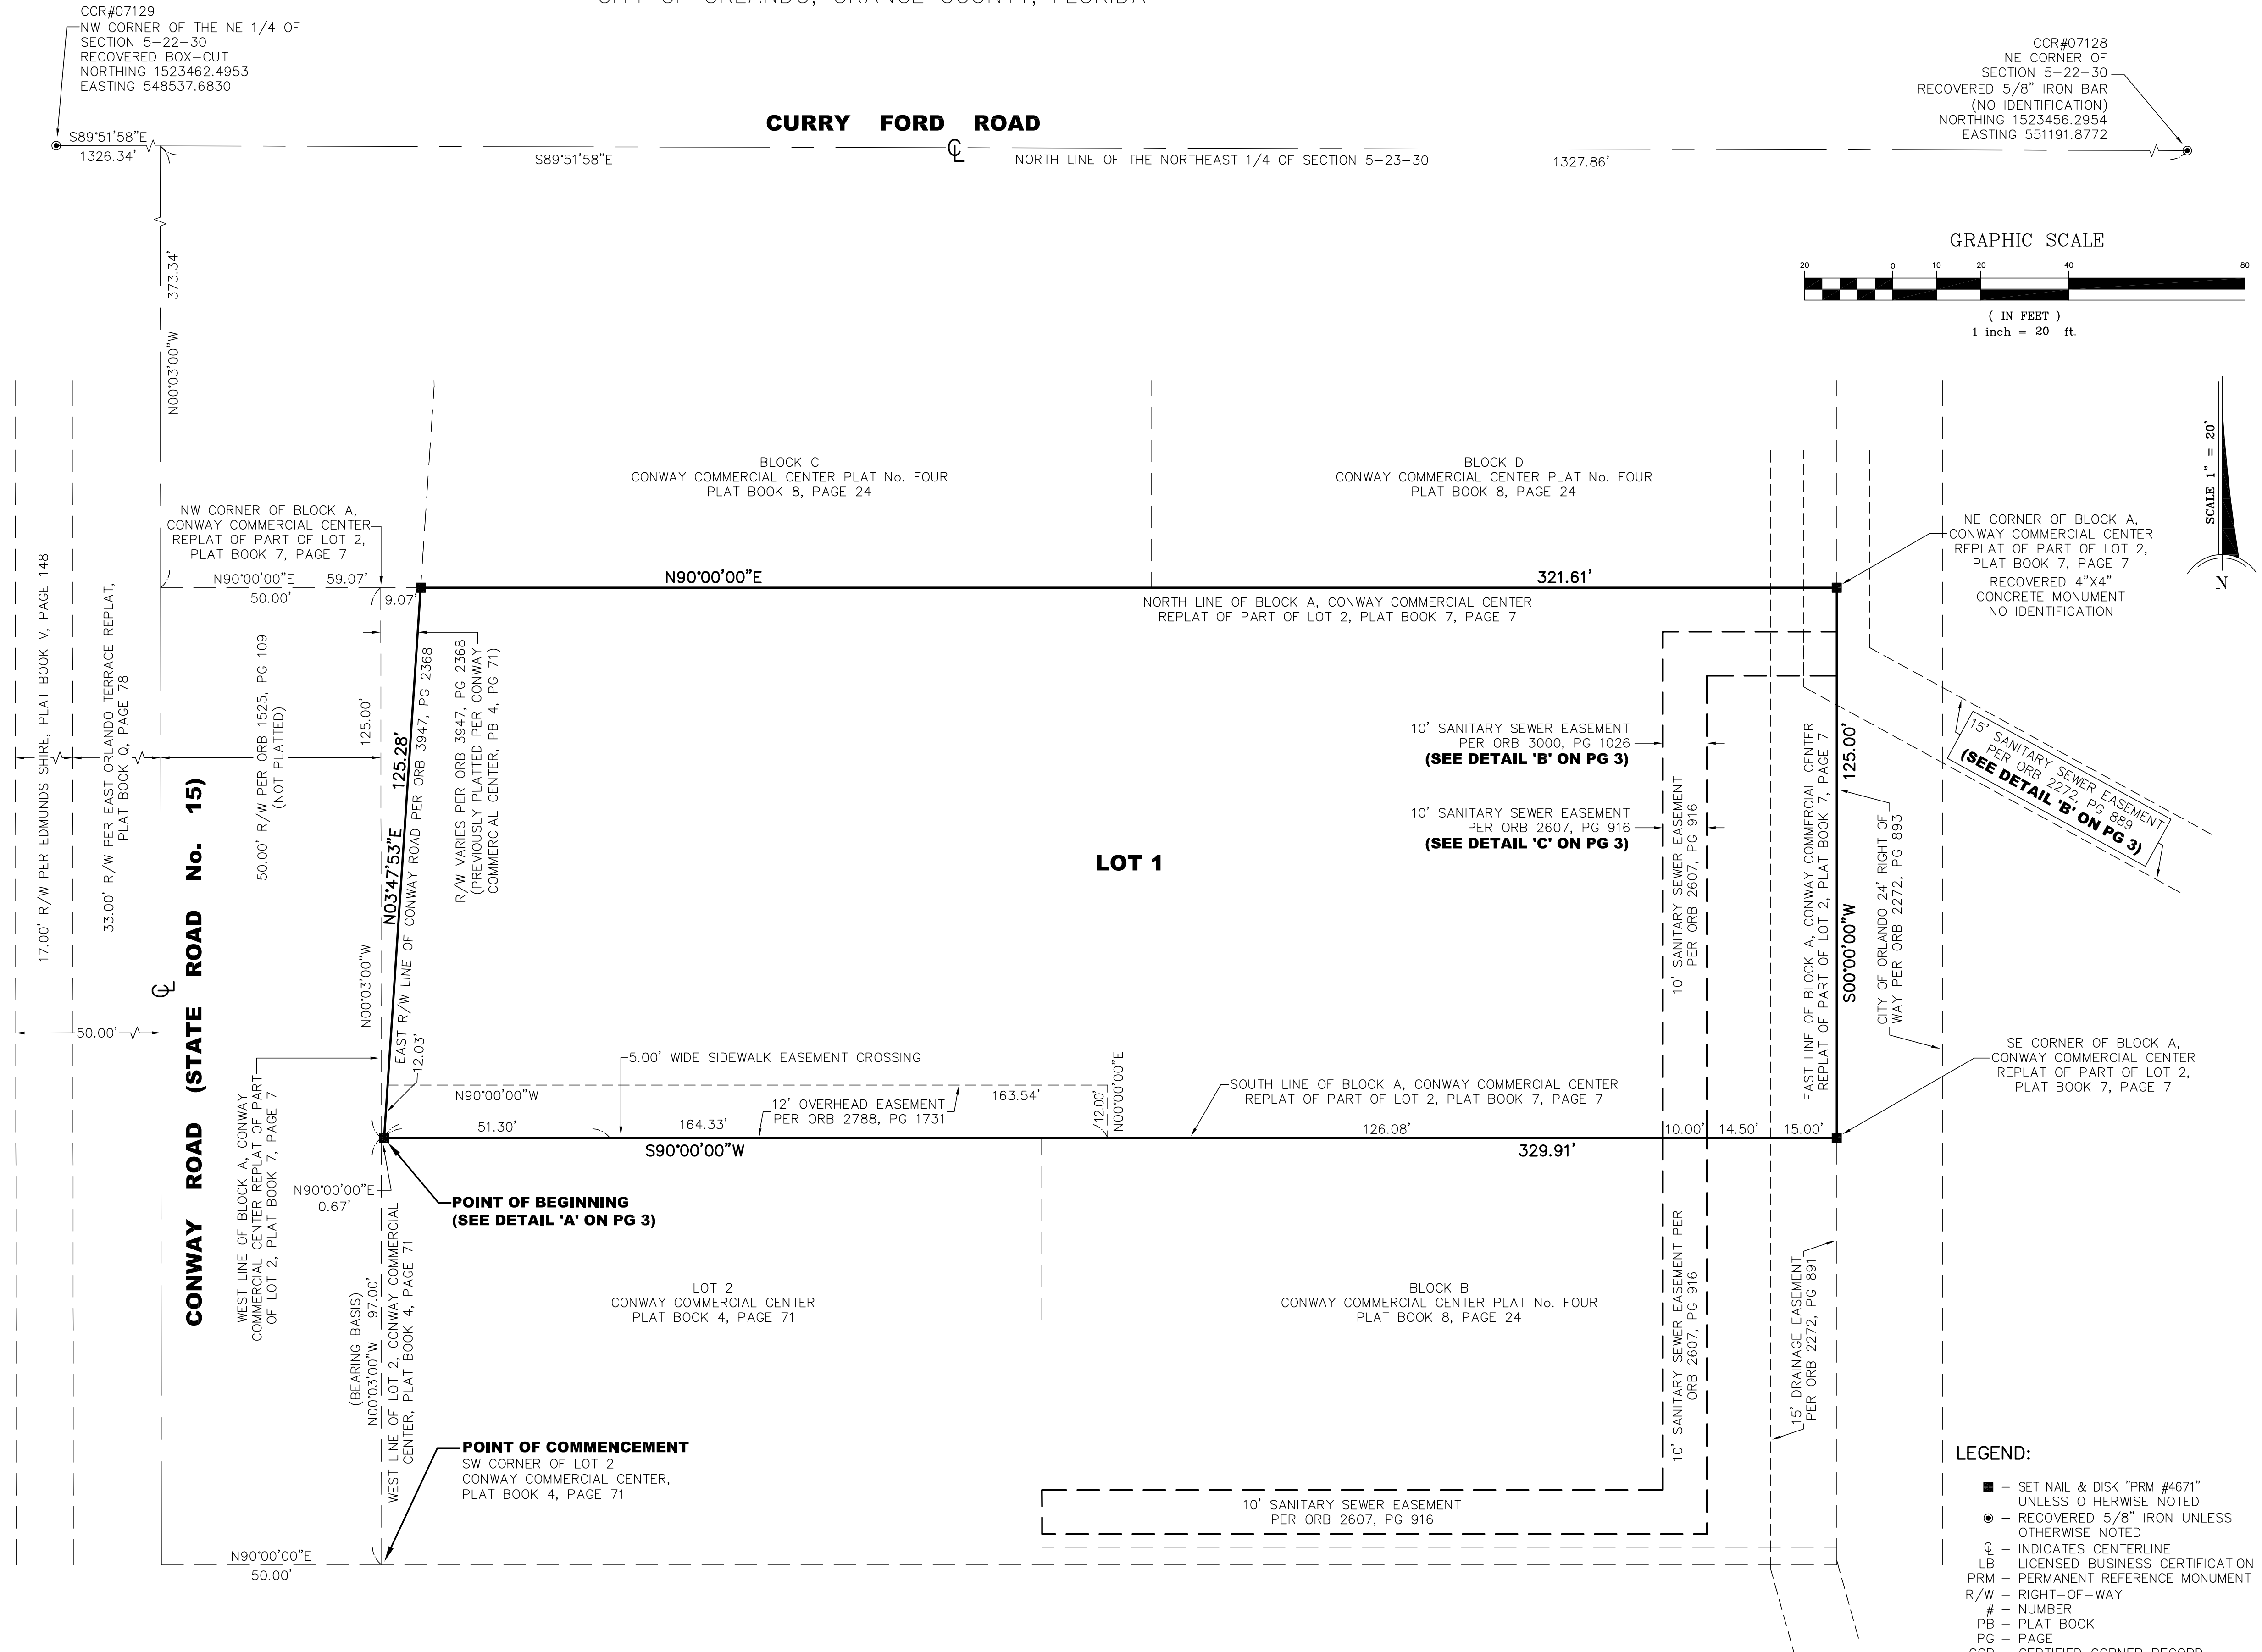 CITY OF ORLANDO, ORANGE COUNTY, FLORIDA
CCR#07129
NW CORNER OF THE NE 1/4 OF
SECTION 5-22-30
RECOVERED BOX-CUT
NORTHING 1523462.4953
EASTING 548537.6830
CCR#07128
NE CORNER OF
SECTION 5-22-30
RECOVERED 5/8" IRON BAR
(NO IDENTIFICATION)
NORTHING 1523456.2954
EASTING 551191.8772
CURRY FORD ROAD
S89°51'58"E
1326.34'
S89°51'58"E
℄
NORTH LINE OF THE NORTHEAST 1/4 OF SECTION 5-23-30
1327.86'
GRAPHIC SCALE
20 0 10 20 40 80
( IN FEET )
1 inch = 20 ft.
SCALE 1" = 20'
N
N00°03'00"W 373.34'
BLOCK C
CONWAY COMMERCIAL CENTER PLAT No. FOUR
PLAT BOOK 8, PAGE 24
BLOCK D
CONWAY COMMERCIAL CENTER PLAT No. FOUR
PLAT BOOK 8, PAGE 24
NW CORNER OF BLOCK A,
CONWAY COMMERCIAL CENTER
REPLAT OF PART OF LOT 2,
PLAT BOOK 7, PAGE 7
NE CORNER OF BLOCK A,
CONWAY COMMERCIAL CENTER
REPLAT OF PART OF LOT 2,
PLAT BOOK 7, PAGE 7
RECOVERED 4"X4"
CONCRETE MONUMENT
NO IDENTIFICATION
N90°00'00"E 59.07'
50.00'
9.07'
N90°00'00"E
321.61'
NORTH LINE OF BLOCK A, CONWAY COMMERCIAL CENTER
REPLAT OF PART OF LOT 2, PLAT BOOK 7, PAGE 7
17.00' R/W PER EDMUNDS SHIRE, PLAT BOOK V, PAGE 148
33.00' R/W PER EAST ORLANDO TERRACE REPLAT,
PLAT BOOK Q, PAGE 78
CONWAY ROAD (STATE ROAD No. 15)
℄
50.00'
50.00' R/W PER ORB 1525, PG 109
(NOT PLATTED)
125.00'
N00°03'00"W
N03°47'53"E 125.28'
EAST R/W LINE OF CONWAY ROAD PER ORB 3947, PG 2368
R/W VARIES PER ORB 3947, PG 2368
(PREVIOUSLY PLATTED PER CONWAY
COMMERCIAL CENTER, PB 4, PG 71)
12.03'
LOT 1
10' SANITARY SEWER EASEMENT
PER ORB 3000, PG 1026
(SEE DETAIL 'B' ON PG 3)
10' SANITARY SEWER EASEMENT
PER ORB 2607, PG 916
(SEE DETAIL 'C' ON PG 3)
10' SANITARY SEWER EASEMENT
PER ORB 2607, PG 916
EAST LINE OF BLOCK A, CONWAY COMMERCIAL CENTER
REPLAT OF PART OF LOT 2, PLAT BOOK 7, PAGE 7
S00°00'00"W 125.00'
CITY OF ORLANDO 24' RIGHT OF
WAY PER ORB 2272, PG 893
15' SANITARY SEWER EASEMENT
PER ORB 2272, PG 889
(SEE DETAIL 'B' ON PG 3)
WEST LINE OF BLOCK A, CONWAY
COMMERCIAL CENTER REPLAT OF PART
OF LOT 2, PLAT BOOK 7, PAGE 7
5.00' WIDE SIDEWALK EASEMENT CROSSING
N90°00'00"W
12' OVERHEAD EASEMENT
PER ORB 2788, PG 1731
163.54'
12.00'
N00°00'00"E
SOUTH LINE OF BLOCK A, CONWAY COMMERCIAL CENTER
REPLAT OF PART OF LOT 2, PLAT BOOK 7, PAGE 7
SE CORNER OF BLOCK A,
CONWAY COMMERCIAL CENTER
REPLAT OF PART OF LOT 2,
PLAT BOOK 7, PAGE 7
51.30'
164.33'
126.08'
10.00'
14.50'
15.00'
S90°00'00"W
329.91'
N90°00'00"E
0.67'
POINT OF BEGINNING
(SEE DETAIL 'A' ON PG 3)
(BEARING BASIS)
N00°03'00"W 97.00'
WEST LINE OF LOT 2, CONWAY COMMERCIAL
CENTER, PLAT BOOK 4, PAGE 71
LOT 2
CONWAY COMMERCIAL CENTER
PLAT BOOK 4, PAGE 71
BLOCK B
CONWAY COMMERCIAL CENTER PLAT No. FOUR
PLAT BOOK 8, PAGE 24
10' SANITARY SEWER EASEMENT PER
ORB 2607, PG 916
15' DRAINAGE EASEMENT
PER ORB 2272, PG 891
POINT OF COMMENCEMENT
SW CORNER OF LOT 2
CONWAY COMMERCIAL CENTER,
PLAT BOOK 4, PAGE 71
10' SANITARY SEWER EASEMENT
PER ORB 2607, PG 916
N90°00'00"E
50.00'
LEGEND:
■ – SET NAIL & DISK "PRM #4671"
UNLESS OTHERWISE NOTED
◉ – RECOVERED 5/8" IRON UNLESS
OTHERWISE NOTED
℄ – INDICATES CENTERLINE
LB – LICENSED BUSINESS CERTIFICATION
PRM – PERMANENT REFERENCE MONUMENT
R/W – RIGHT-OF-WAY
# – NUMBER
PB – PLAT BOOK
PG – PAGE
CCR – CERTIFIED CORNER RECORD